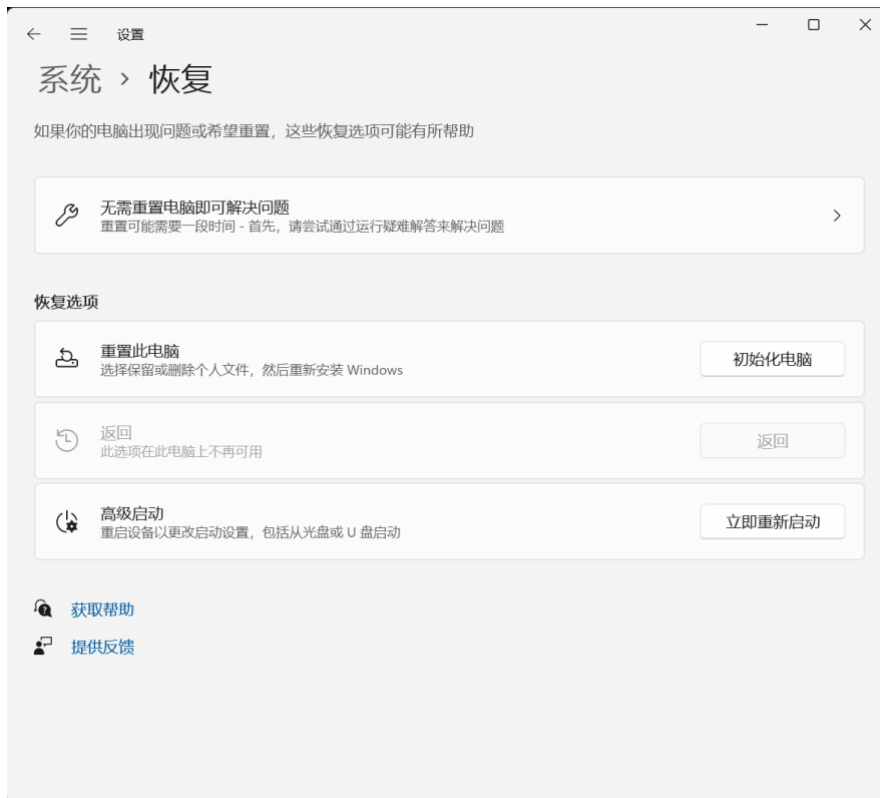 设置
系统 › 恢复
如果你的电脑出现问题或希望重置，这些恢复选项可能有所帮助
无需重置电脑即可解决问题
重置可能需要一段时间 - 首先，请尝试通过运行疑难解答来解决问题
恢复选项
重置此电脑
选择保留或删除个人文件，然后重新安装 Windows
初始化电脑
返回
此选项在此电脑上不再可用
返回
高级启动
重启设备以更改启动设置，包括从光盘或 U 盘启动
立即重新启动
获取帮助
提供反馈